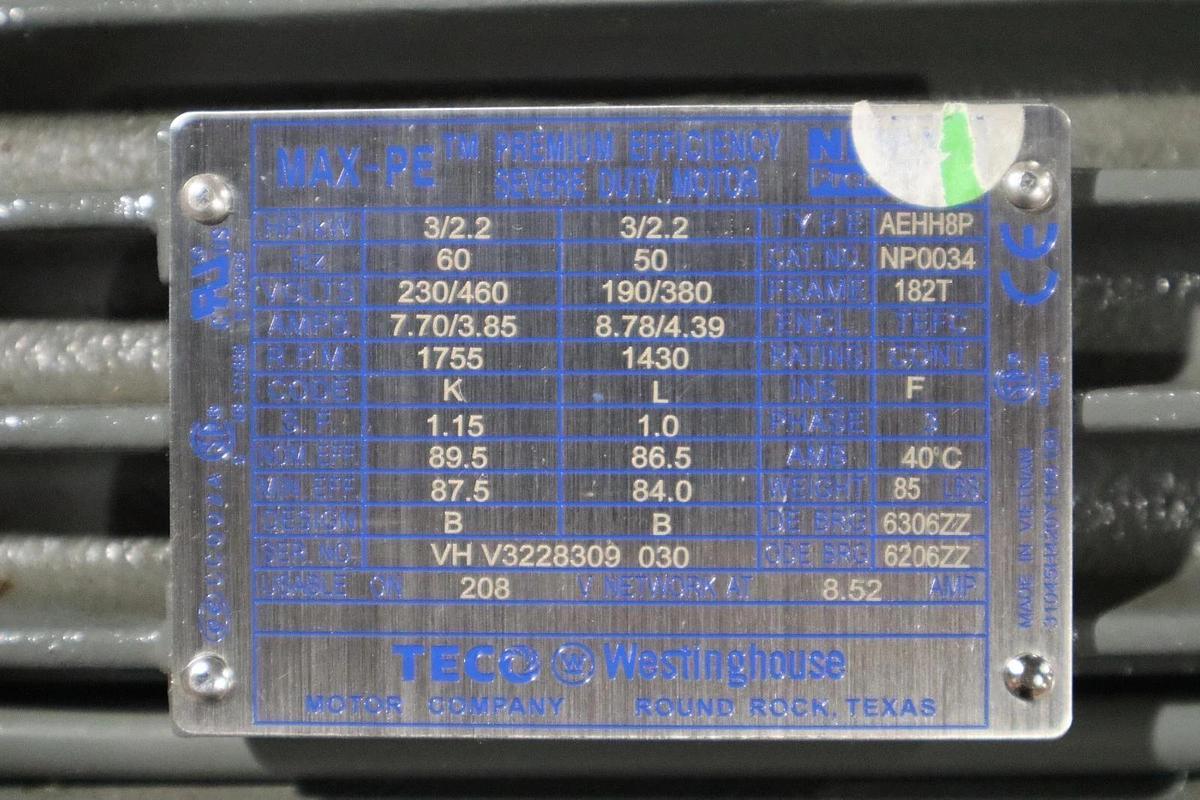 MAX-PE™ PREMIUM EFFICIENCY
SEVERE DUTY MOTOR
HP/KW 3/2.2 3/2.2 TYPE AEHH8P
Hz 60 50 CAT. NO. NP0034
VOLTS 230/460 190/380 FRAME 182T
AMPS. 7.70/3.85 8.78/4.39 ENCL. TEFC
R.P.M. 1755 1430 RATING CONT.
CODE K L INS. F
S.F. 1.15 1.0 PHASE 3
NOM. EFF 89.5 86.5 AMB. 40°C
MIN. EFF 87.5 84.0 WEIGHT 85 LBS
DESIGN B B DE BRG 6306ZZ
SER. NO. VH V3228309 030 ODE BRG 6206ZZ
USABLE ON 208 V NETWORK AT 8.52 AMP
TECO W Westinghouse
MOTOR COMPANY ROUND ROCK, TEXAS
CE
MADE IN VIETNAM